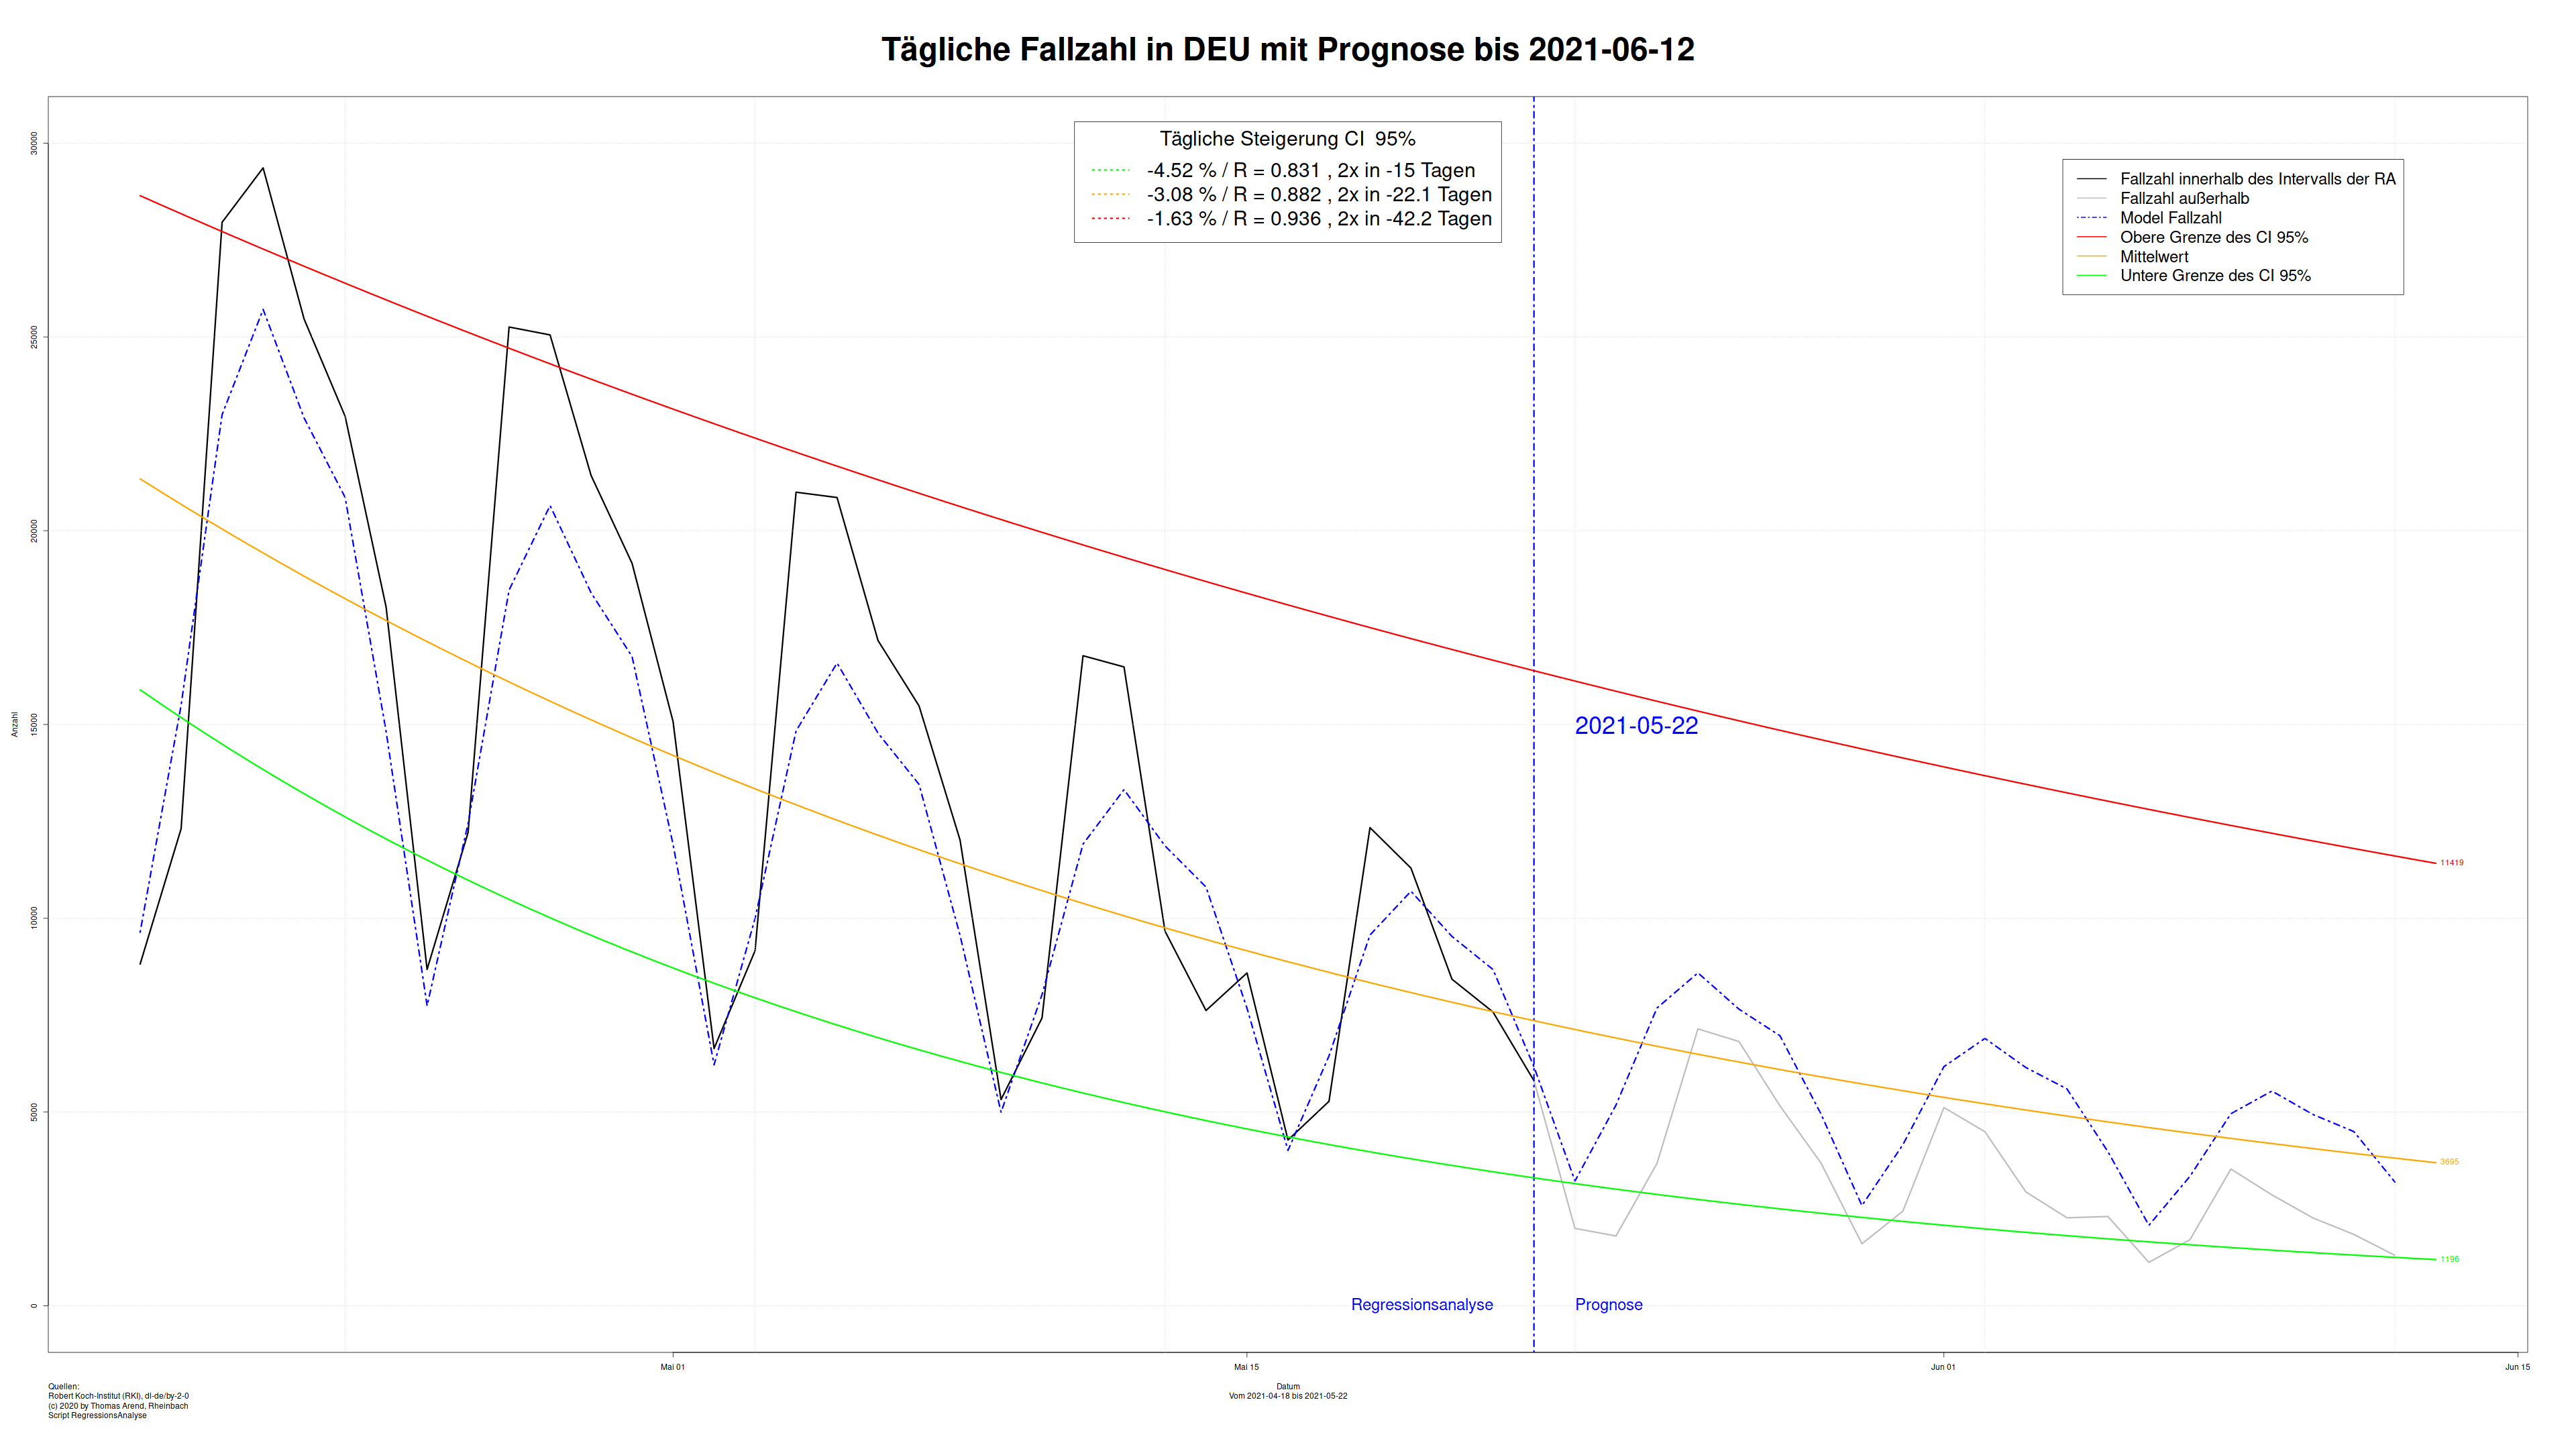 Tägliche Fallzahl in DEU mit Prognose bis 2021-06-12
Tägliche Steigerung CI  95%
-4.52 % / R = 0.831 , 2x in -15 Tagen
-3.08 % / R = 0.882 , 2x in -22.1 Tagen
-1.63 % / R = 0.936 , 2x in -42.2 Tagen
Fallzahl innerhalb des Intervalls der RA
Fallzahl außerhalb
Model Fallzahl
Obere Grenze des CI 95%
Mittelwert
Untere Grenze des CI 95%
30000
25000
20000
15000
10000
5000
0
Anzahl
2021-05-22
11419
3695
1196
Regressionsanalyse
Prognose
Mai 01
Mai 15
Jun 01
Jun 15
Datum
Vom 2021-04-18 bis 2021-05-22
Quellen:
Robert Koch-Institut (RKI), dl-de/by-2-0
(c) 2020 by Thomas Arend, Rheinbach
Script RegressionsAnalyse